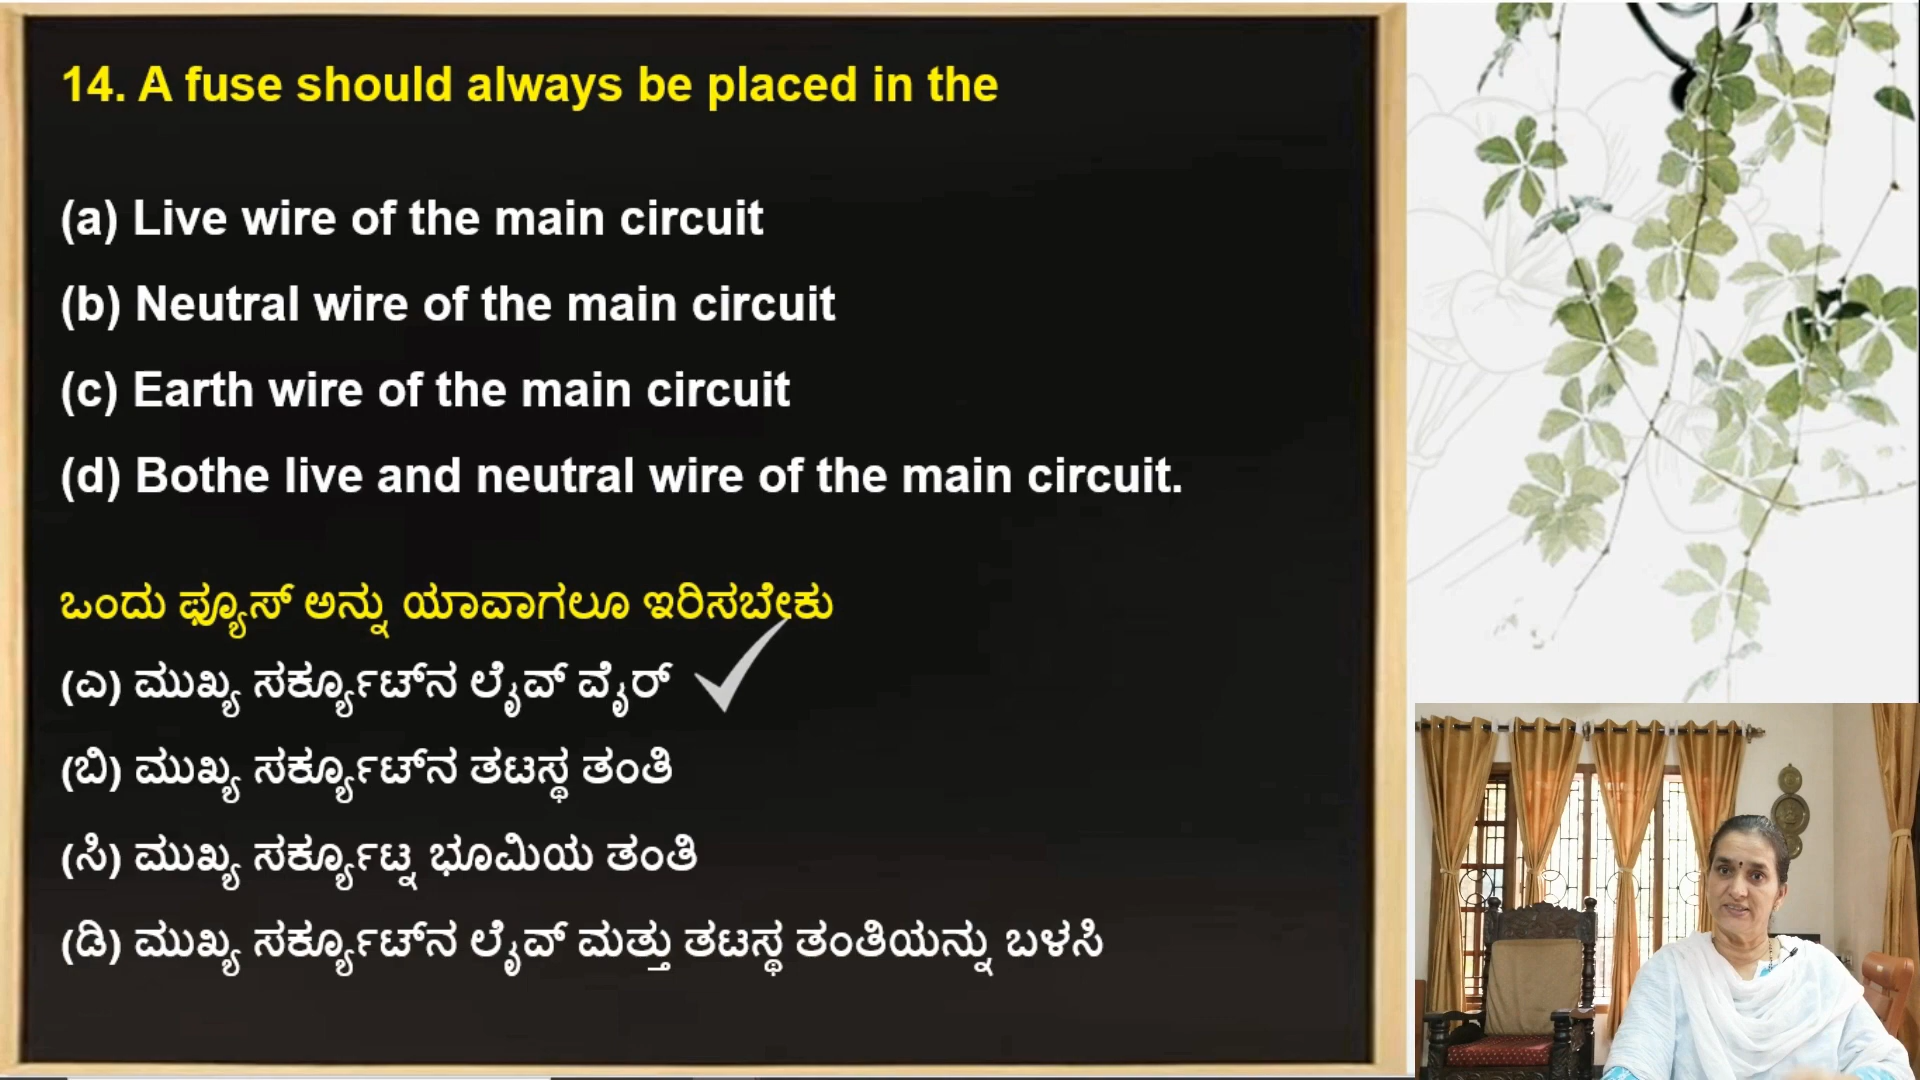 14. A fuse should always be placed in the
(a) Live wire of the main circuit
(b) Neutral wire of the main circuit
(c) Earth wire of the main circuit
(d) Bothe live and neutral wire of the main circuit.
ಒಂದು ಫ್ಯೂಸ್ ಅನ್ನು ಯಾವಾಗಲೂ ಇರಿಸಬೇಕು
(ಎ) ಮುಖ್ಯ ಸರ್ಕ್ಯೂಟ್‌ನ ಲೈವ್ ವೈರ್
(ಬಿ) ಮುಖ್ಯ ಸರ್ಕ್ಯೂಟ್‌ನ ತಟಸ್ಥ ತಂತಿ
(ಸಿ) ಮುಖ್ಯ ಸರ್ಕ್ಯೂಟ್ನ ಭೂಮಿಯ ತಂತಿ
(ಡಿ) ಮುಖ್ಯ ಸರ್ಕ್ಯೂಟ್‌ನ ಲೈವ್ ಮತ್ತು ತಟಸ್ಥ ತಂತಿಯನ್ನು ಬಳಸಿ